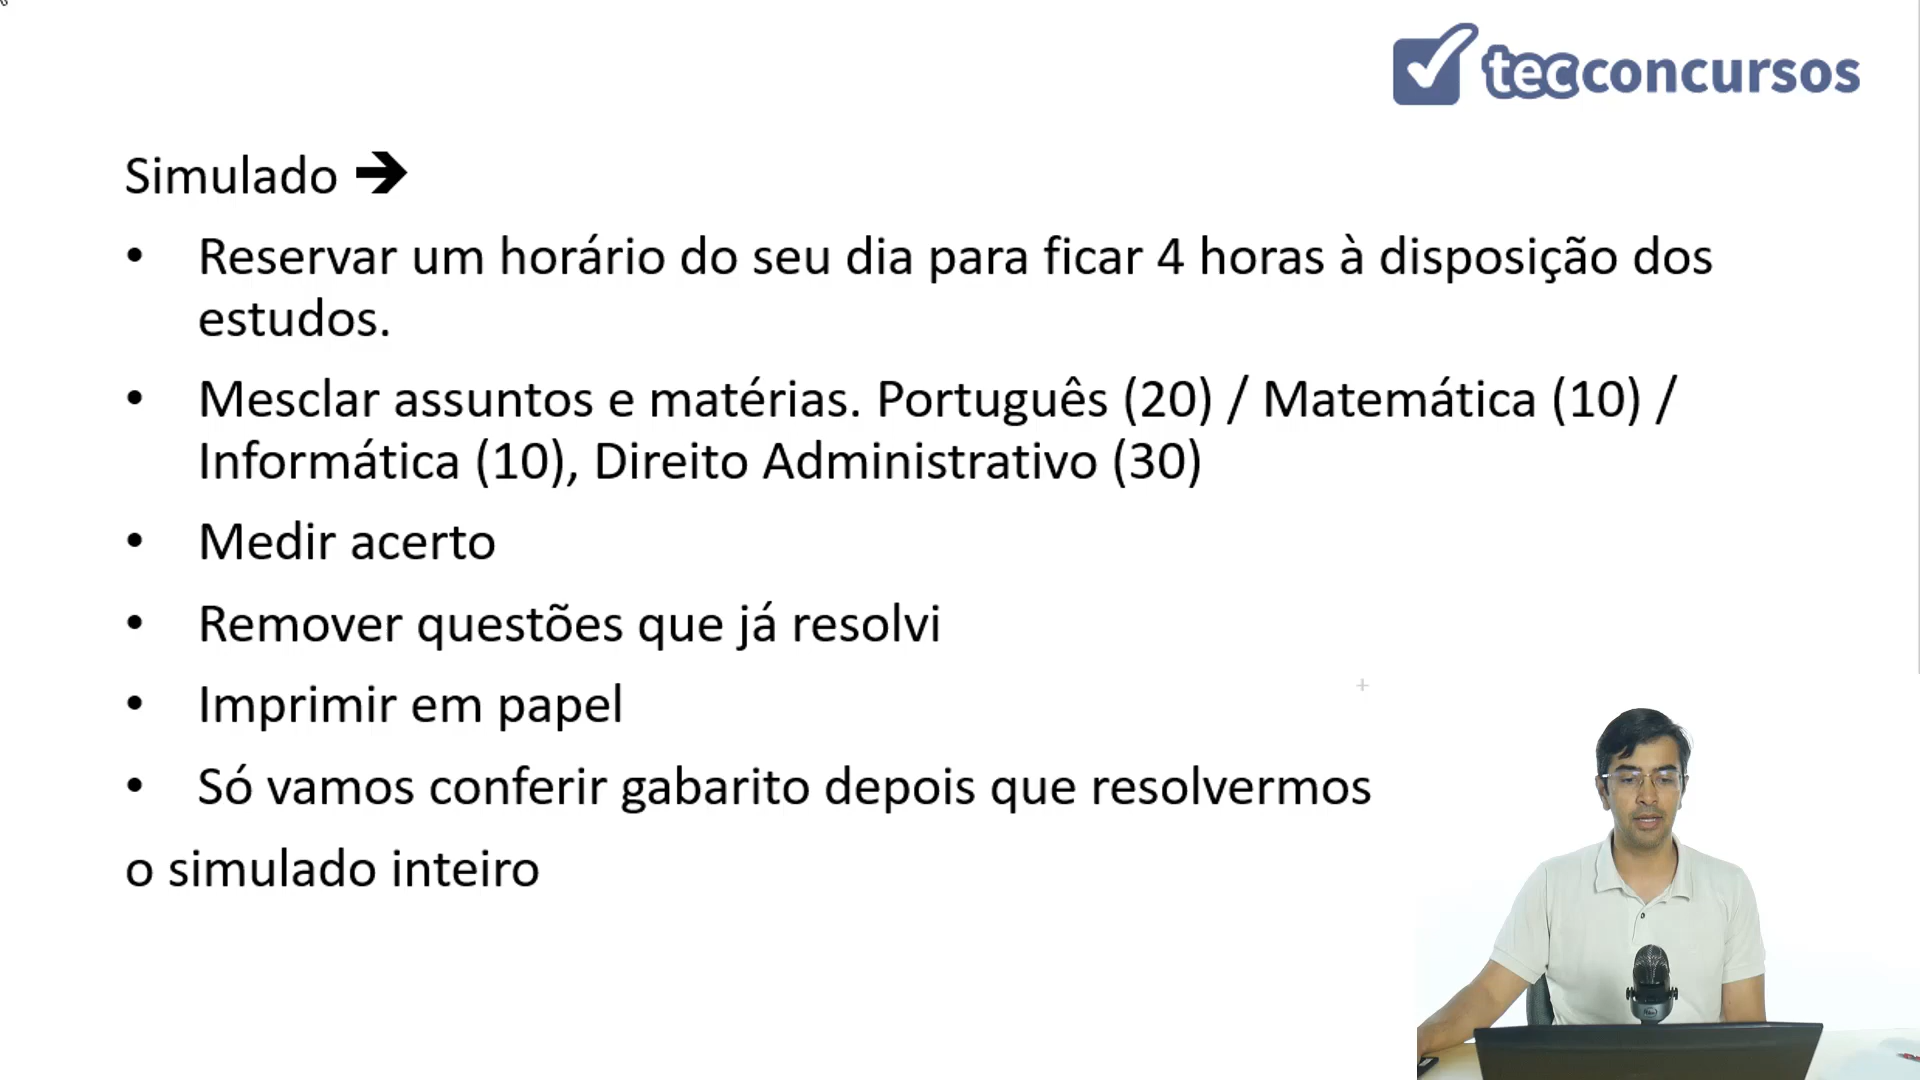 tecconcursos
Simulado ➔
• Reservar um horário do seu dia para ficar 4 horas à disposição dos
estudos.
• Mesclar assuntos e matérias. Português (20) / Matemática (10) /
Informática (10), Direito Administrativo (30)
• Medir acerto
• Remover questões que já resolvi
• Imprimir em papel
• Só vamos conferir gabarito depois que resolvermos
o simulado inteiro